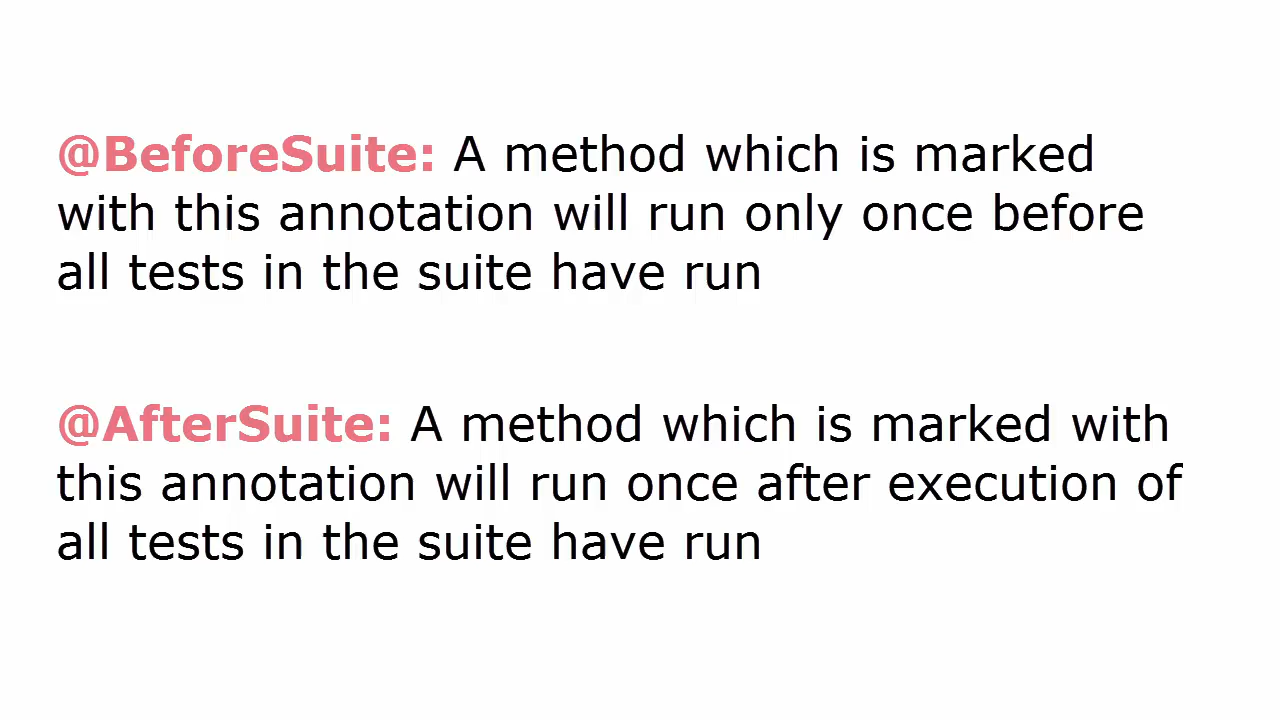 @BeforeSuite: A method which is marked
with this annotation will run only once before
all tests in the suite have run
@AfterSuite: A method which is marked with
this annotation will run once after execution of
all tests in the suite have run